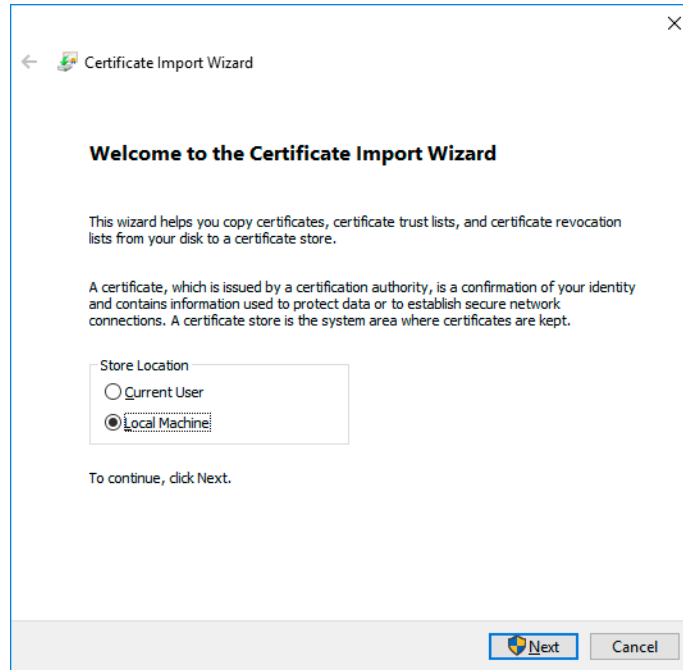 Certificate Import Wizard
Welcome to the Certificate Import Wizard
This wizard helps you copy certificates, certificate trust lists, and certificate revocation
lists from your disk to a certificate store.
A certificate, which is issued by a certification authority, is a confirmation of your identity
and contains information used to protect data or to establish secure network
connections. A certificate store is the system area where certificates are kept.
Store Location
Current User
Local Machine
To continue, click Next.
Next Cancel